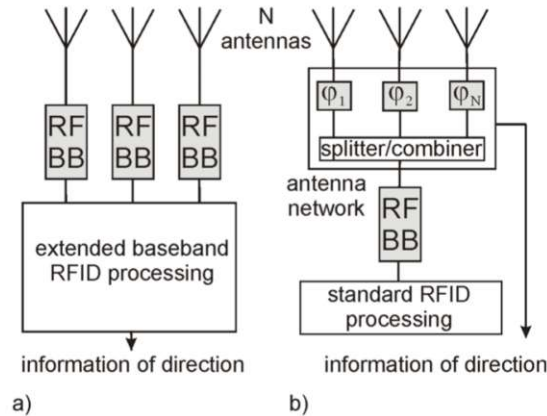 N
antennas
RF
BB
RF
BB
RF
BB
extended baseband
RFID processing
information of direction
a)
φ1
φ2
φN
splitter/combiner
antenna
network
RF
BB
standard RFID
processing
information of direction
b)